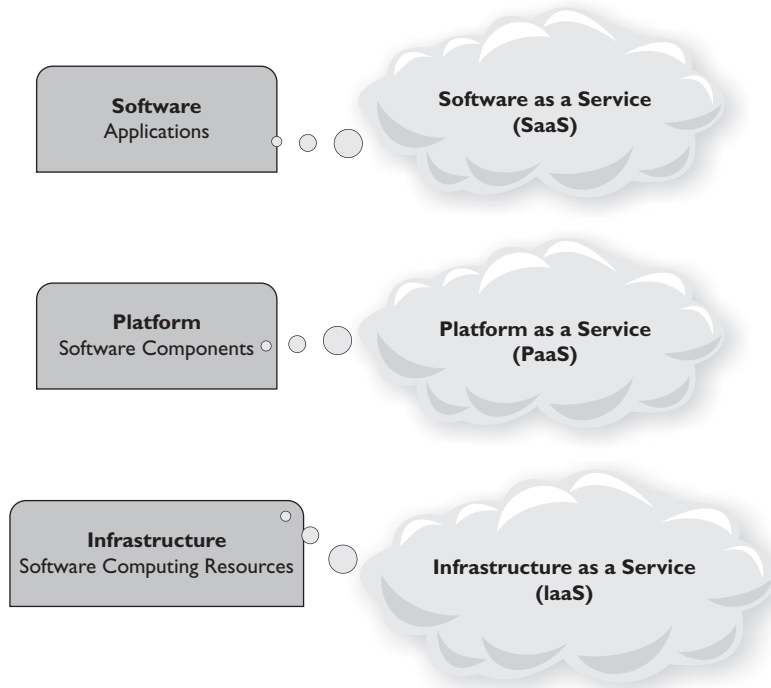 Software
Applications
Software as a Service
(SaaS)
Platform
Software Components
Platform as a Service
(PaaS)
Infrastructure
Software Computing Resources
Infrastructure as a Service
(IaaS)